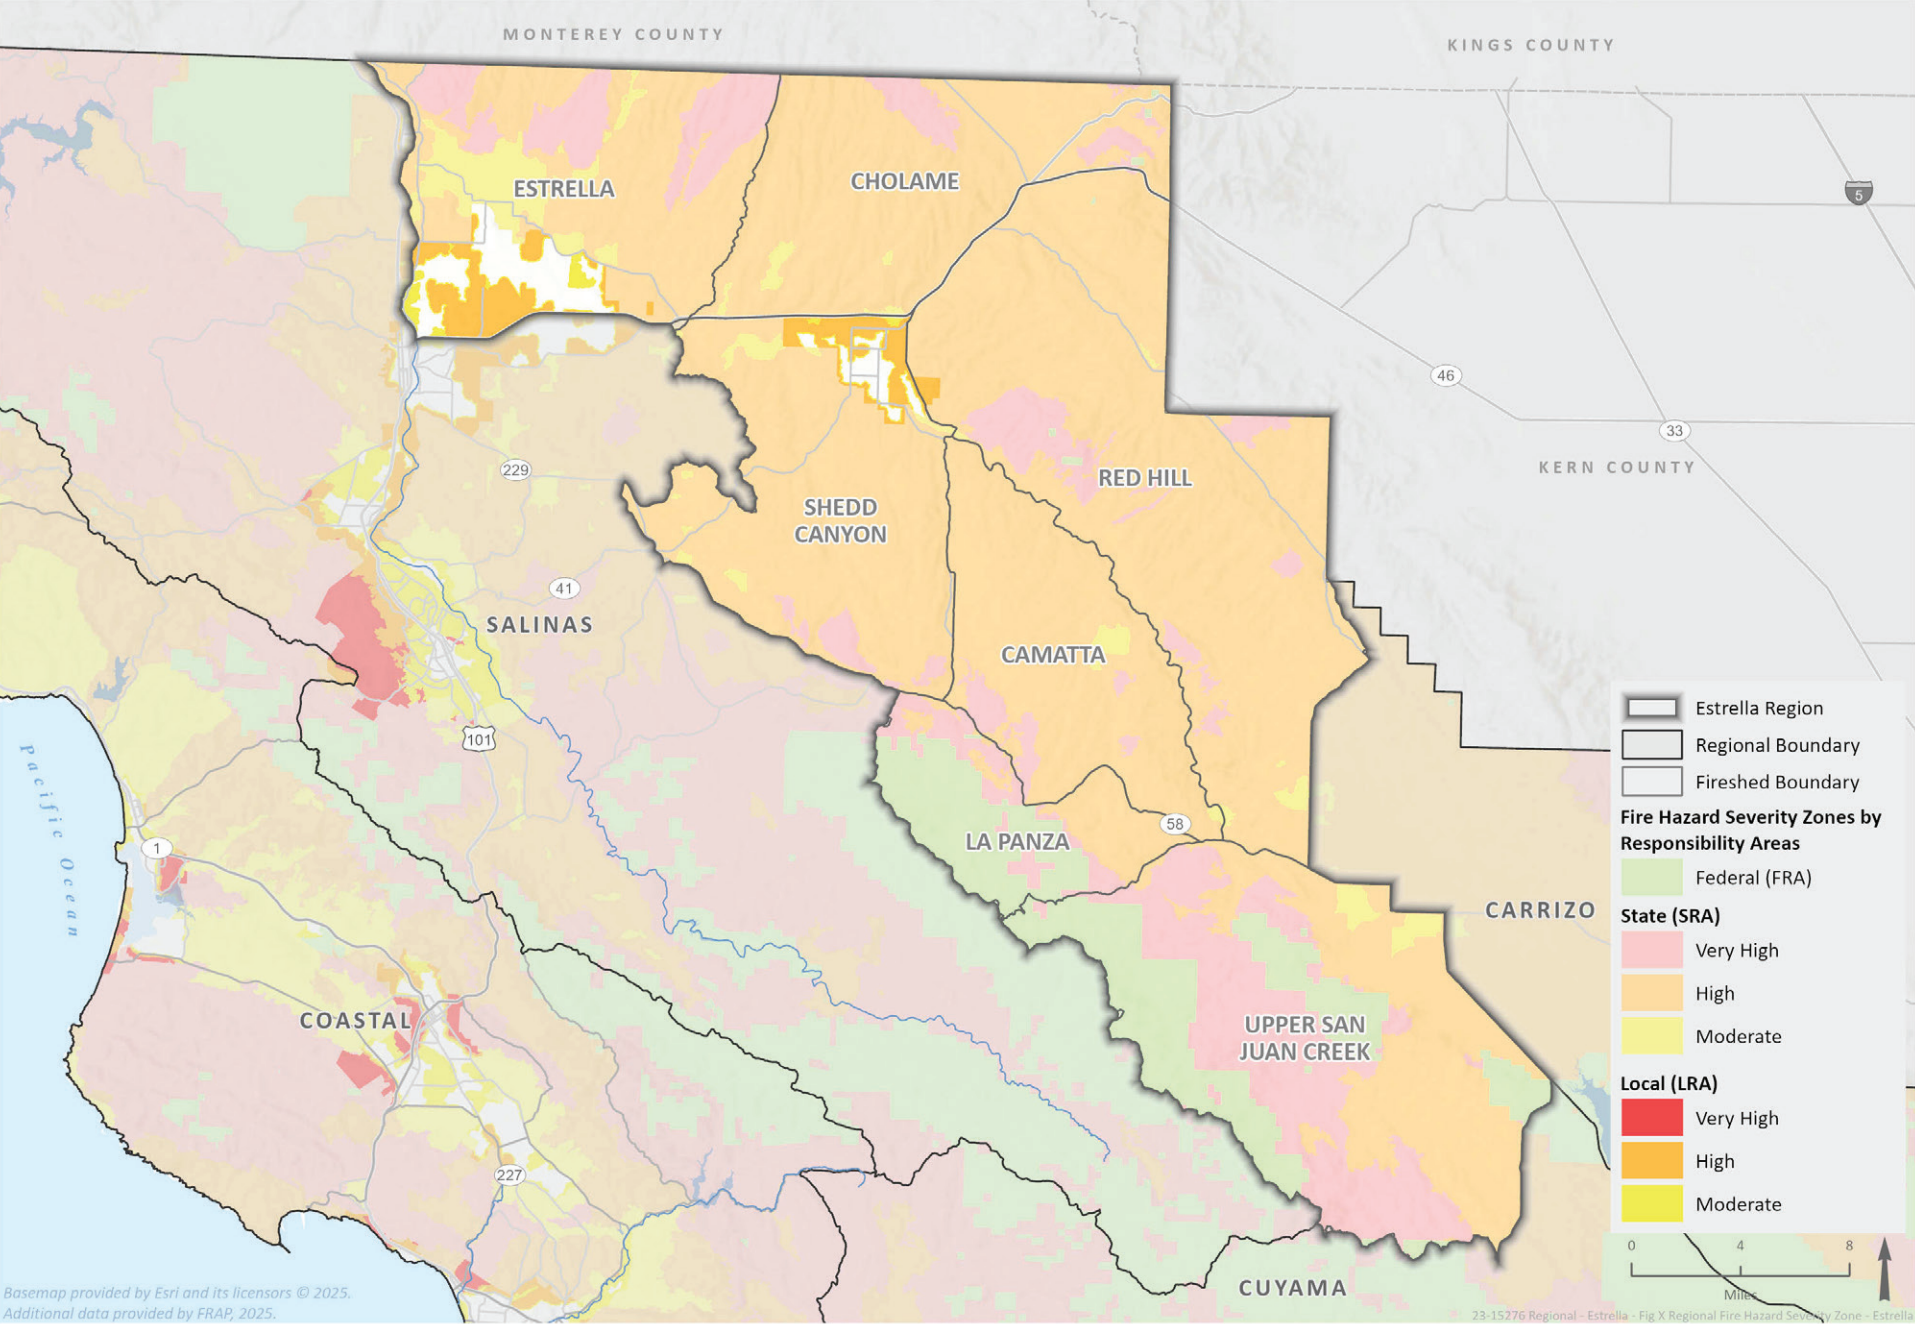 MONTEREY COUNTY
KINGS COUNTY
5
ESTRELLA
CHOLAME
46
33
KERN COUNTY
229
RED HILL
SHEDD
CANYON
41
SALINAS
CAMATTA
101
Pacific Ocean
1
58
LA PANZA
CARRIZO
COASTAL
UPPER SAN
JUAN CREEK
227
CUYAMA
Estrella Region
Regional Boundary
Fireshed Boundary
Fire Hazard Severity Zones by
Responsibility Areas
Federal (FRA)
State (SRA)
Very High
High
Moderate
Local (LRA)
Very High
High
Moderate
0 4 8
Miles
Basemap provided by Esri and its licensors © 2025.
Additional data provided by FRAP, 2025.
23-15276 Regional - Estrella - Fig X Regional Fire Hazard Severity Zone - Estrella